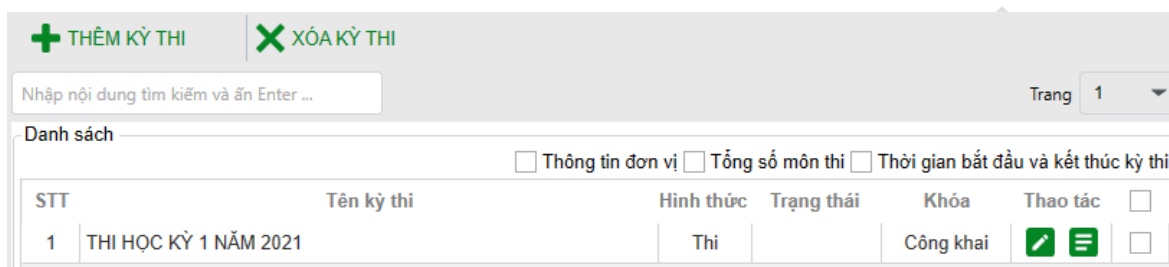 THÊM KỲ THI XÓA KỲ THI
Nhập nội dung tìm kiếm và ấn Enter ... Trang 1
Danh sách
Thông tin đơn vị Tổng số môn thi Thời gian bắt đầu và kết thúc kỳ thi
STT Tên kỳ thi Hình thức Trạng thái Khóa Thao tác
1 THI HỌC KỲ 1 NĂM 2021 Thi Công khai